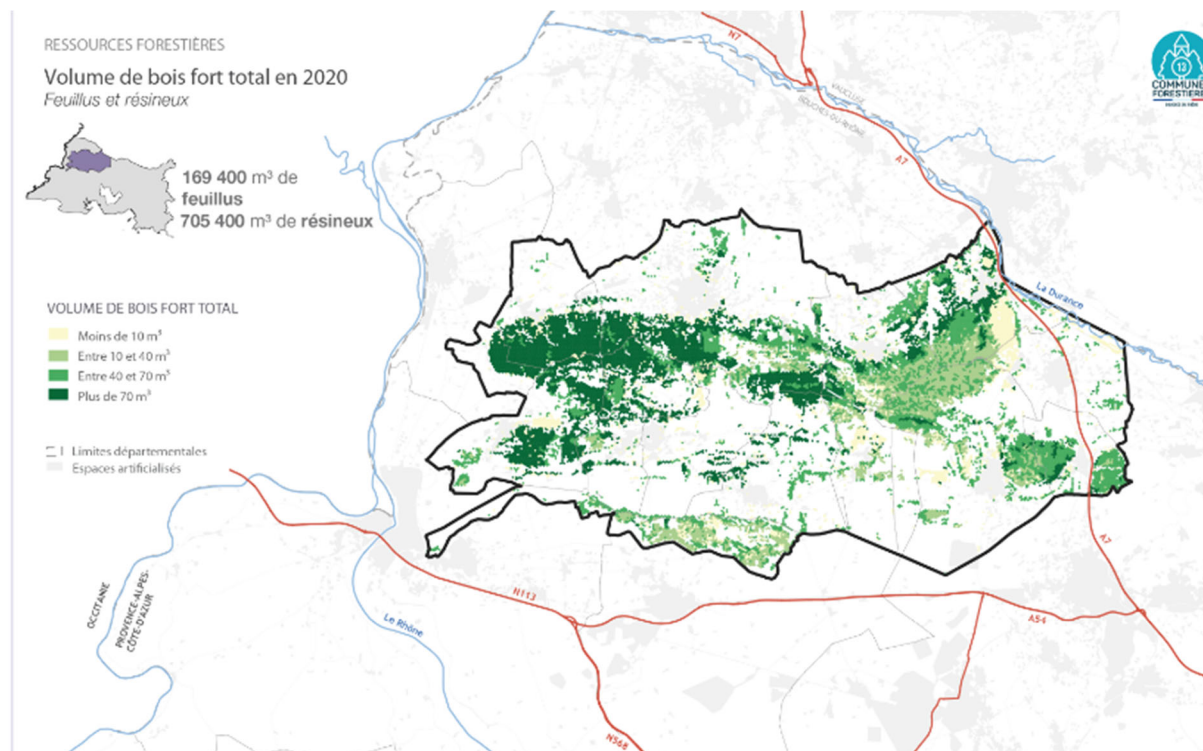 RESSOURCES FORESTIÈRES
Volume de bois fort total en 2020
Feuillus et résineux
169 400 m³ de
feuillus
705 400 m³ de résineux
VOLUME DE BOIS FORT TOTAL
Moins de 10 m³
Entre 10 et 40 m³
Entre 40 et 70 m³
Plus de 70 m³
Limites départementales
Espaces artificialisés
N7
VAUCLUSE
BOUCHES-DU-RHÔNE
A7
La Durance
13
COMMUNES
FORESTIÈRES
OCCITANIE
PROVENCE-ALPES-
CÔTE-D'AZUR
Le Rhône
N113
N568
A54
A7